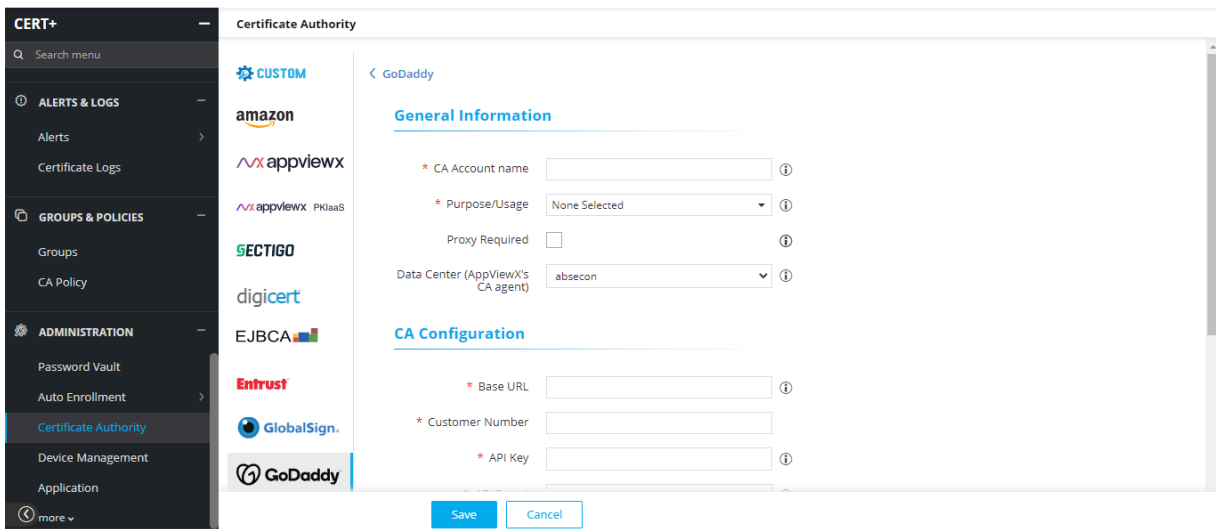 CERT+
Certificate Authority
Search menu
ALERTS & LOGS
Alerts
Certificate Logs
GROUPS & POLICIES
Groups
CA Policy
ADMINISTRATION
Password Vault
Auto Enrollment
Certificate Authority
Device Management
Application
more
CUSTOM
amazon
appviewx
appviewx PKIaaS
SECTIGO
digicert
EJBCA
Entrust
GlobalSign.
GoDaddy
GoDaddy
General Information
* CA Account name
* Purpose/Usage None Selected
Proxy Required
Data Center (AppViewX's
CA agent) absecon
CA Configuration
* Base URL
* Customer Number
* API Key
Save Cancel